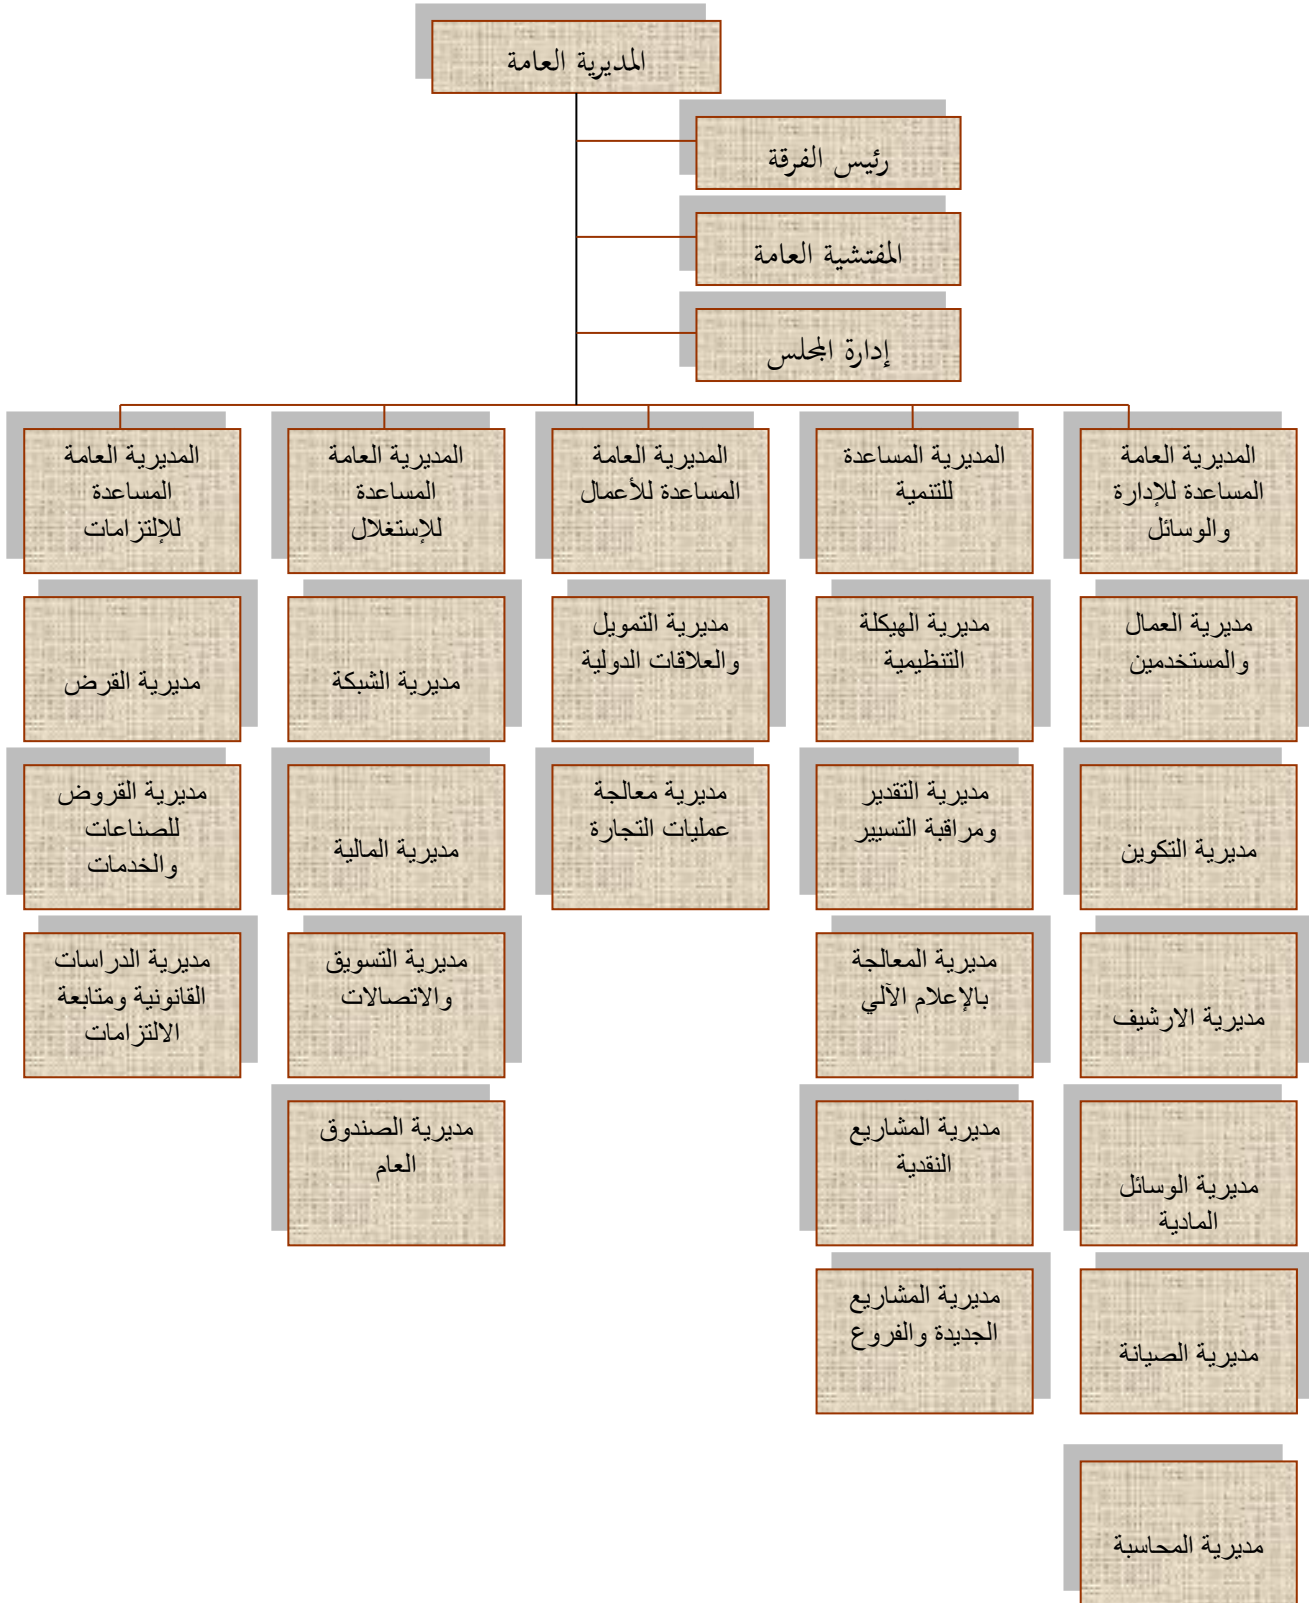 المديرية العامة
رئيس الفرقة
المفتشية العامة
إدارة المجلس
المديرية العامة
المساعدة للإدارة
والوسائل
المديرية المساعدة
للتنمية
المديرية العامة
المساعدة للأعمال
المديرية العامة
المساعدة
للإستغلال
المديرية العامة
المساعدة
للإلتزامات
مديرية العمال
والمستخدمين
مديرية الهيكلة
التنظيمية
مديرية التمويل
والعلاقات الدولية
مديرية الشبكة
مديرية القرض
مديرية التكوين
مديرية التقدير
ومراقبة التسيير
مديرية معالجة
عمليات التجارة
مديرية المالية
مديرية القروض
للصناعات
والخدمات
مديرية الارشيف
مديرية المعالجة
بالإعلام الآلي
مديرية التسويق
والاتصالات
مديرية الدراسات
القانونية ومتابعة
الالتزامات
مديرية الوسائل
المادية
مديرية المشاريع
النقدية
مديرية الصندوق
العام
مديرية الصيانة
مديرية المشاريع
الجديدة والفروع
مديرية المحاسبة